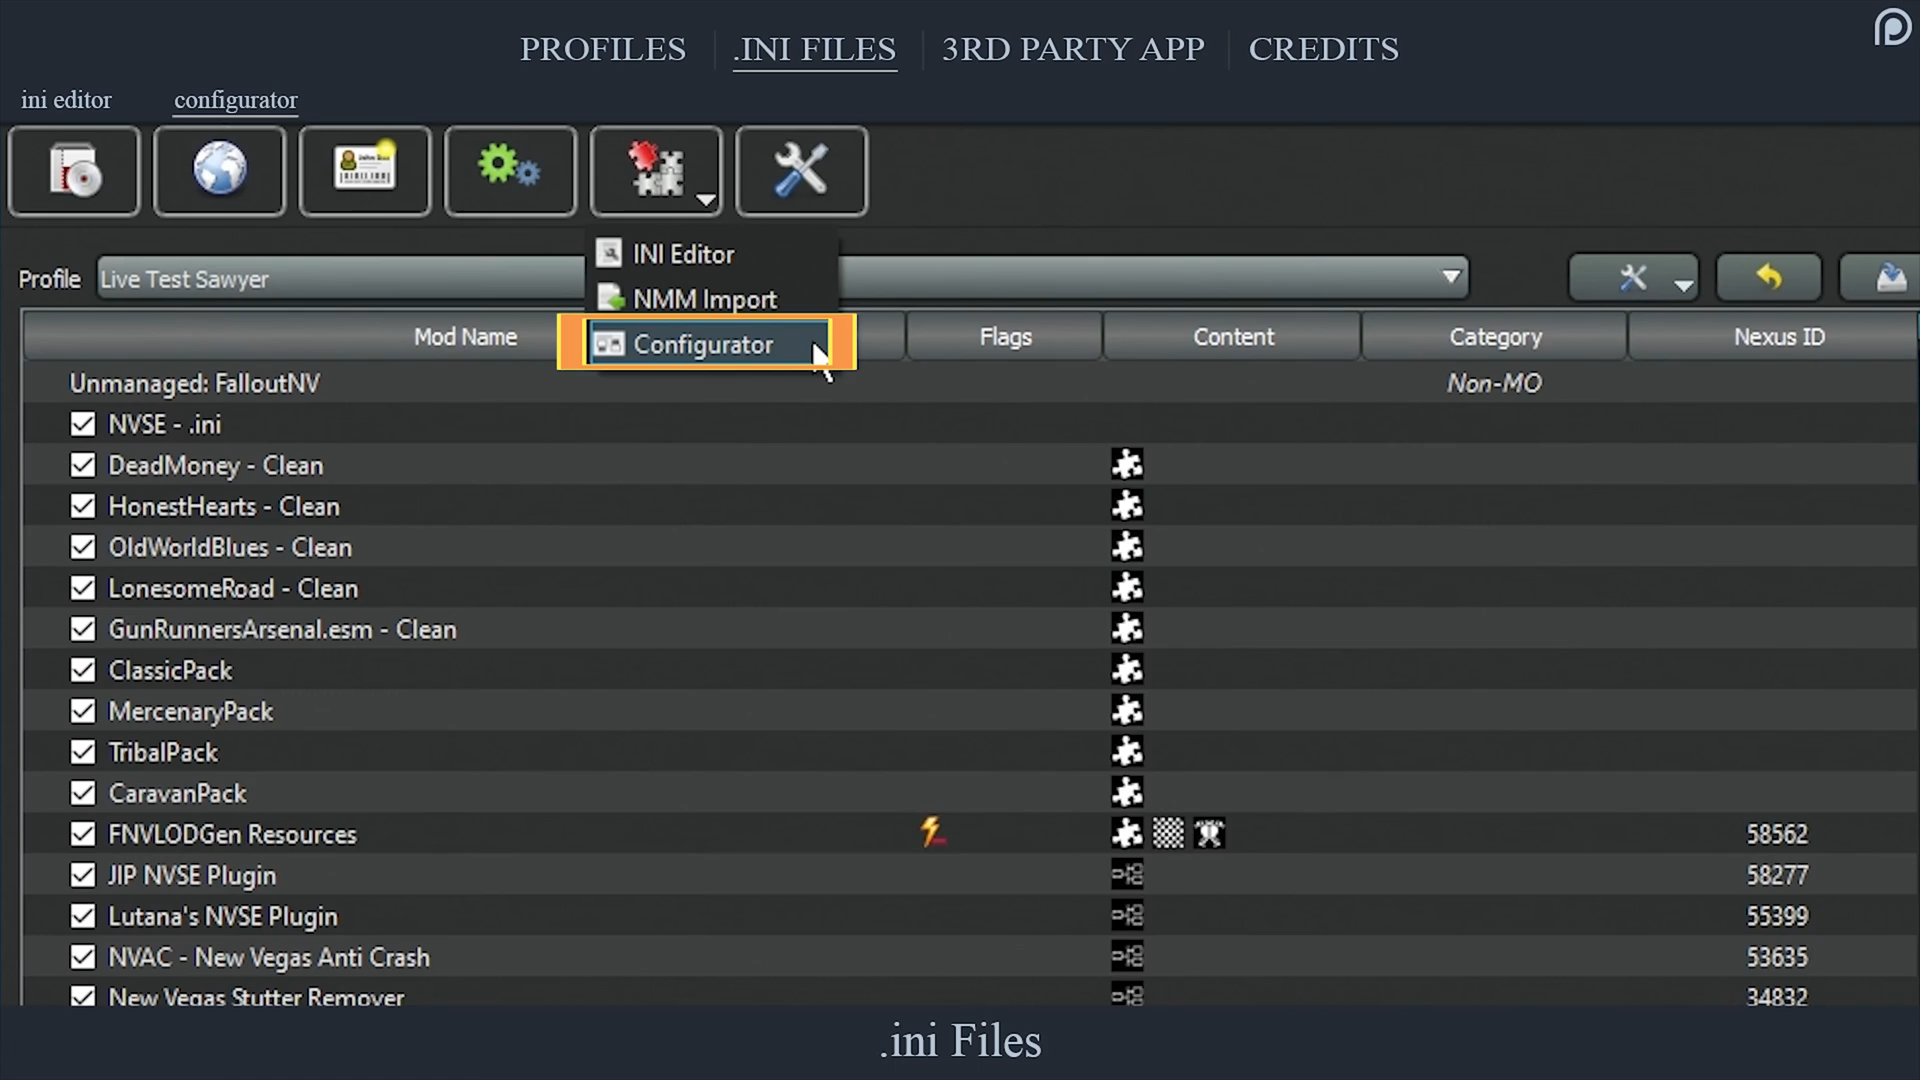 PROFILES .INI FILES 3RD PARTY APP CREDITS
ini editor configurator
INI Editor
Profile Live Test Sawyer
NMM Import
Mod Name Flags Content Category Nexus ID
Configurator
Unmanaged: FalloutNV Non-MO
NVSE - .ini
DeadMoney - Clean
HonestHearts - Clean
OldWorldBlues - Clean
LonesomeRoad - Clean
GunRunnersArsenal.esm - Clean
ClassicPack
MercenaryPack
TribalPack
CaravanPack
FNVLODGen Resources 58562
JIP NVSE Plugin 58277
Lutana's NVSE Plugin 55399
NVAC - New Vegas Anti Crash 53635
New Vegas Stutter Remover 34832
.ini Files